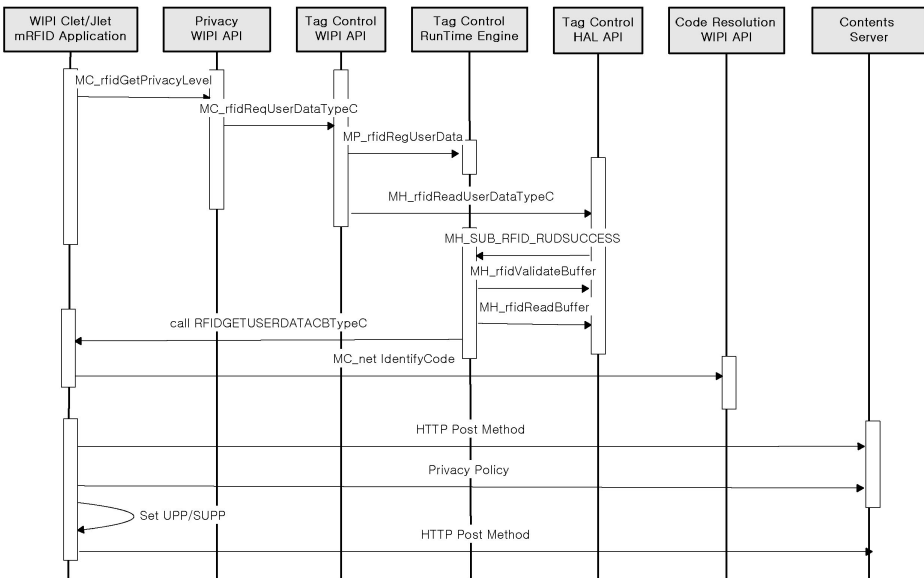 WIPI Clet/Jlet
mRFID Application
Privacy
WIPI API
Tag Control
WIPI API
Tag Control
RunTime Engine
Tag Control
HAL API
Code Resolution
WIPI API
Contents
Server
MC_rfidGetPrivacyLevel
MC_rfidReqUserDataTypeC
MP_rfidRegUserData
MH_rfidReadUserDataTypeC
MH_SUB_RFID_RUDSUCCESS
MH_rfidValidateBuffer
MH_rfidReadBuffer
call RFIDGETUSERDATACBTypeC
MC_net IdentifyCode
HTTP Post Method
Privacy Policy
Set UPP/SUPP
HTTP Post Method